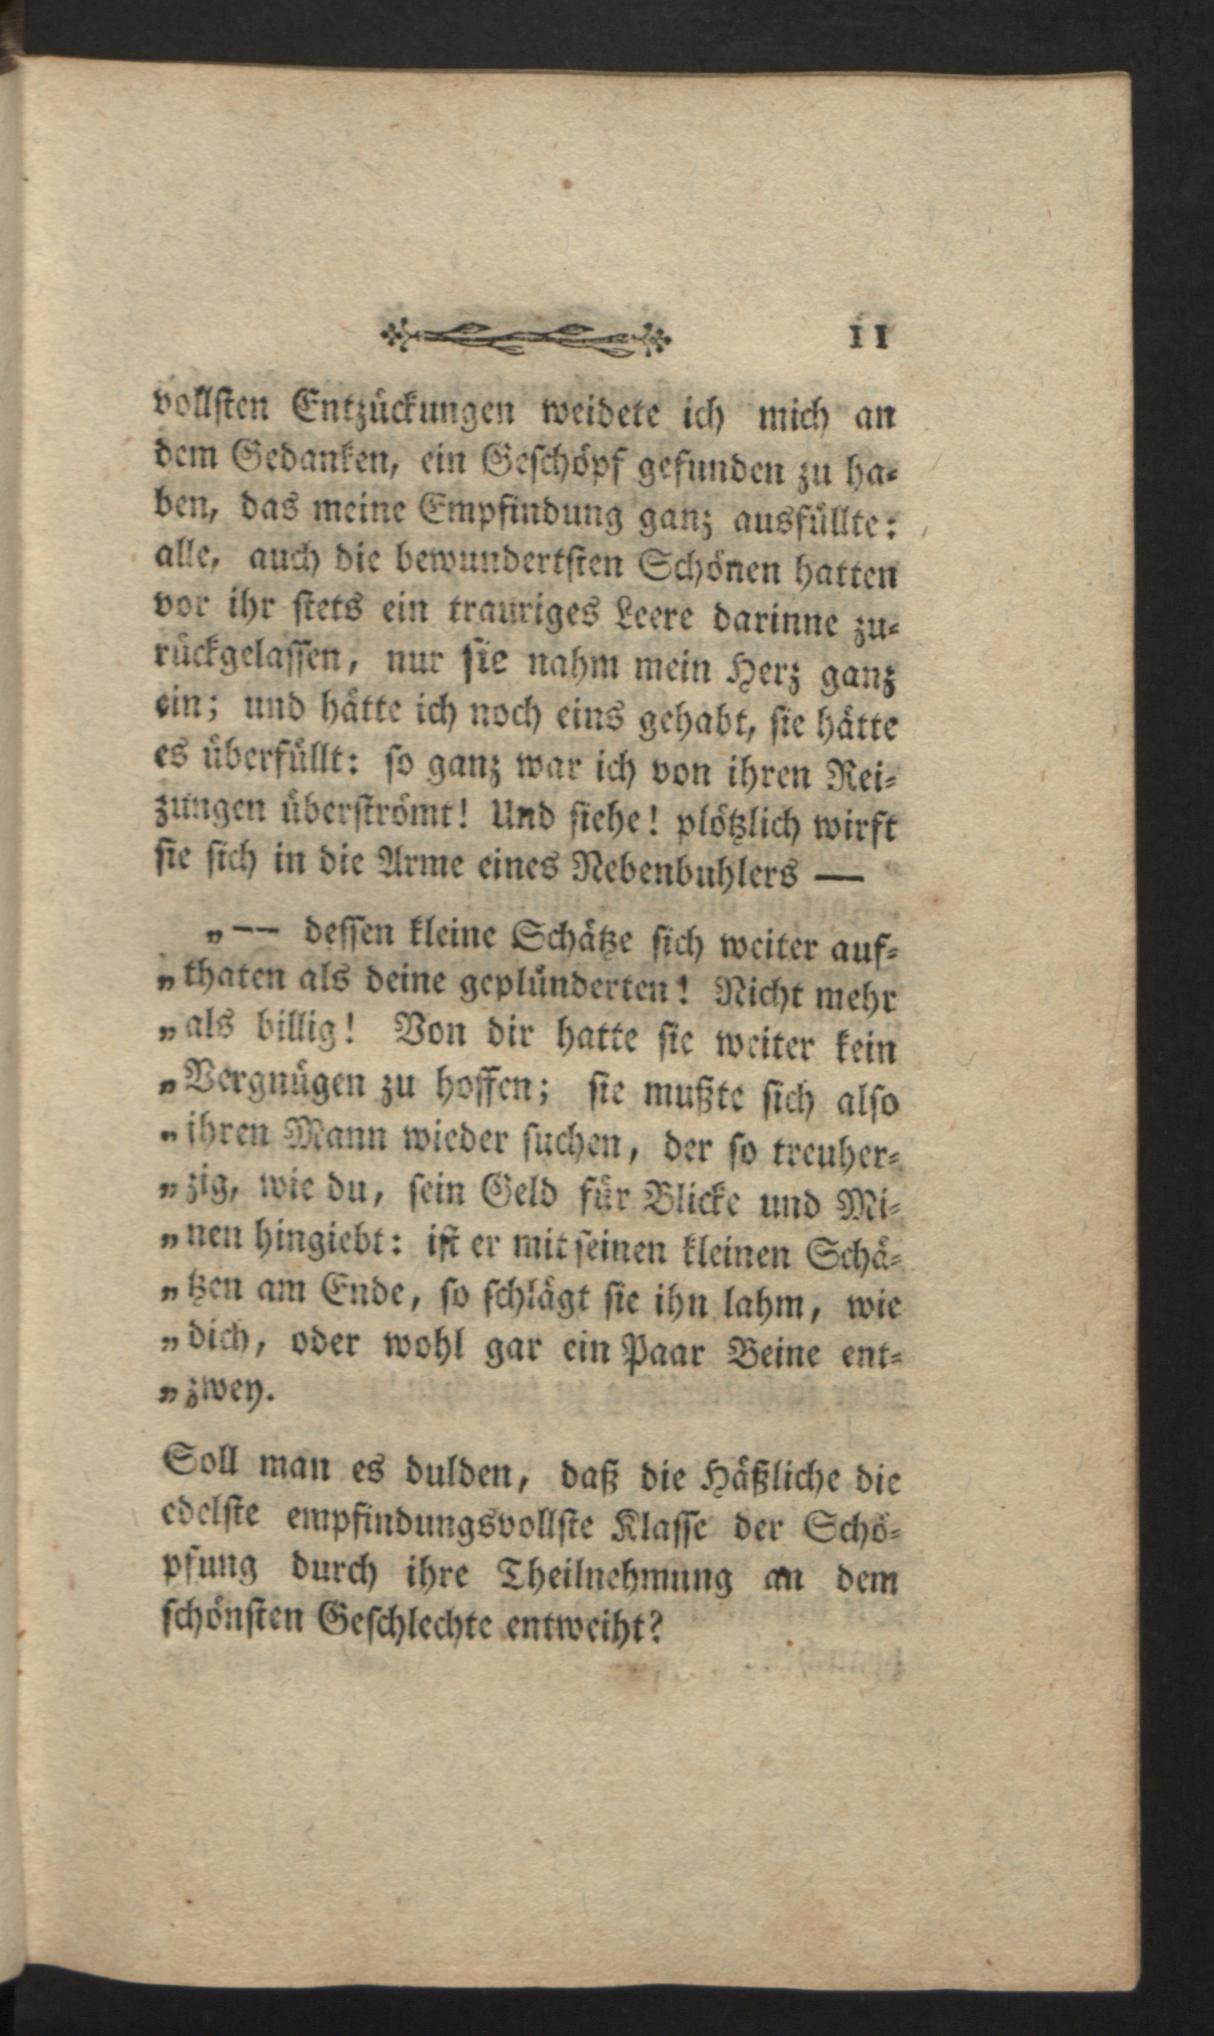 11
vollsten Entzückungen weidete ich mich an
dem Gedanken, ein Geschöpf gefunden zu ha-
ben, das meine Empfindung ganz ausfüllte:
alle, auch die bewundertsten Schönen hatten
vor ihr stets ein trauriges Leere darinne zu-
rückgelassen, nur sie nahm mein Herz ganz
ein; und hätte ich noch eins gehabt, sie hätte
es überfüllt: so ganz war ich von ihren Rei-
zungen überströmt! Und siehe! plötzlich wirft
sie sich in die Arme eines Nebenbuhlers —
„ –– dessen kleine Schätze sich weiter auf-
„ thaten als deine geplünderten! Nicht mehr
„ als billig! Von dir hatte sie weiter kein
„ Vergnügen zu hoffen; sie mußte sich also
„ ihren Mann wieder suchen, der so treuher-
„ zig, wie du, sein Geld für Blicke und Mi-
„ nen hingiebt: ist er mit seinen kleinen Schä-
„ tzen am Ende, so schlägt sie ihn lahm, wie
„ dich, oder wohl gar ein Paar Beine ent-
„ zwey.
Soll man es dulden, daß die Häßliche die
edelste empfindungsvollste Klasse der Schö-
pfung durch ihre Theilnehmung an dem
schönsten Geschlechte entweiht?